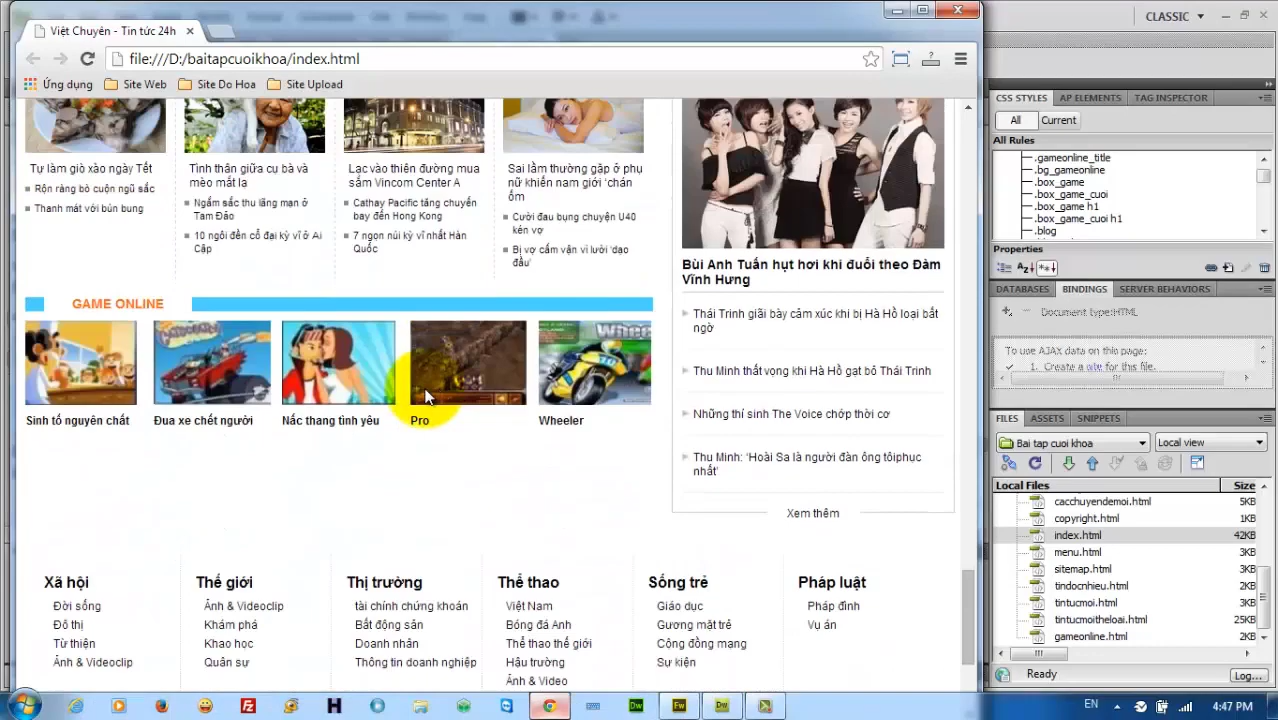 Việt Chuyên - Tin tức 24h
CLASSIC
file:///D:/baitapcuoikhoa/index.html
Ứng dụng
Site Web
Site Do Hoa
Site Upload
CSS STYLES
AP ELEMENTS
TAG INSPECTOR
All
Current
All Rules
.gameonline_title
.bg_gameonline
.box_game
.box_game_cuoi
.box_game h1
.box_game_cuoi h1
.blog
Properties
DATABASES
BINDINGS
SERVER BEHAVIORS
Document type:HTML
To use AJAX data on this page:
1. Create a site for this file.
FILES
ASSETS
SNIPPETS
Bai tap cuoi khoa
Local view
Local Files
Size
cacchuyendemoi.html 5KB
copyright.html 1KB
index.html 42KB
menu.html 3KB
sitemap.html 3KB
tindocnhieu.html 2KB
tintucmoi.html 3KB
tintucmoitheloai.html 25KB
gameonline.html 2KB
Ready
Log...
Tự làm giò xào ngày Tết
Rộn ràng bò cuộn ngũ sắc
Thanh mát với bún bung
Tình thân giữa cụ bà và
mèo mắt lạ
Ngắm sắc thu lãng mạn ở
Tam Đảo
10 ngôi đền cổ đại kỳ vĩ ở Ai
Cập
Lạc vào thiên đường mua
sắm Vincom Center A
Cathay Pacific tăng chuyến
bay đến Hong Kong
7 ngọn núi kỳ vĩ nhất Hàn
Quốc
Sai lầm thường gặp ở phụ
nữ khiến nam giới 'chán
ốm
Cưới đau bụng chuyện U40
kén vợ
Bị vợ cấm vận vì lười 'dạo
đầu'
Bùi Anh Tuấn hụt hơi khi đuổi theo Đàm
Vĩnh Hưng
Thái Trinh giãi bày cảm xúc khi bị Hà Hồ loại bất
ngờ
Thu Minh thất vọng khi Hà Hồ gạt bỏ Thái Trinh
Những thí sinh The Voice chớp thời cơ
Thu Minh: 'Hoài Sa là người đàn ông tôiphục
nhất'
Xem thêm
GAME ONLINE
Whee
Sinh tố nguyên chất
Đua xe chết người
Nấc thang tình yêu
Pro
Wheeler
Xã hội
Đời sống
Đô thị
Từ thiện
Ảnh & Videoclip
Thế giới
Ảnh & Videoclip
Khám phá
Khao học
Quân sự
Thị trường
tài chính chứng khoán
Bất động sản
Doanh nhân
Thông tin doanh nghiệp
Thể thao
Việt Nam
Bóng đá Anh
Thể thao thế giới
Hậu trường
Ảnh & Video
Sống trẻ
Giáo dục
Gương mặt trẻ
Cộng đồng mạng
Sự kiện
Pháp luật
Pháp đình
Vụ án
EN
4:47 PM